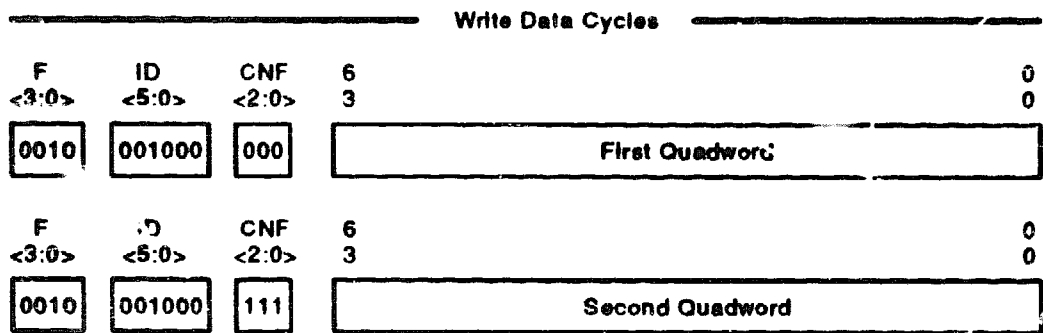 Write Data Cycles
F ID CNF 6 0
<3:0> <5:0> <2:0> 3 0
0010 001000 000 First Quadword
F CNF 6 0
<3:0> <5:0> <2:0> 3 0
0010 001000 111 Second Quadword